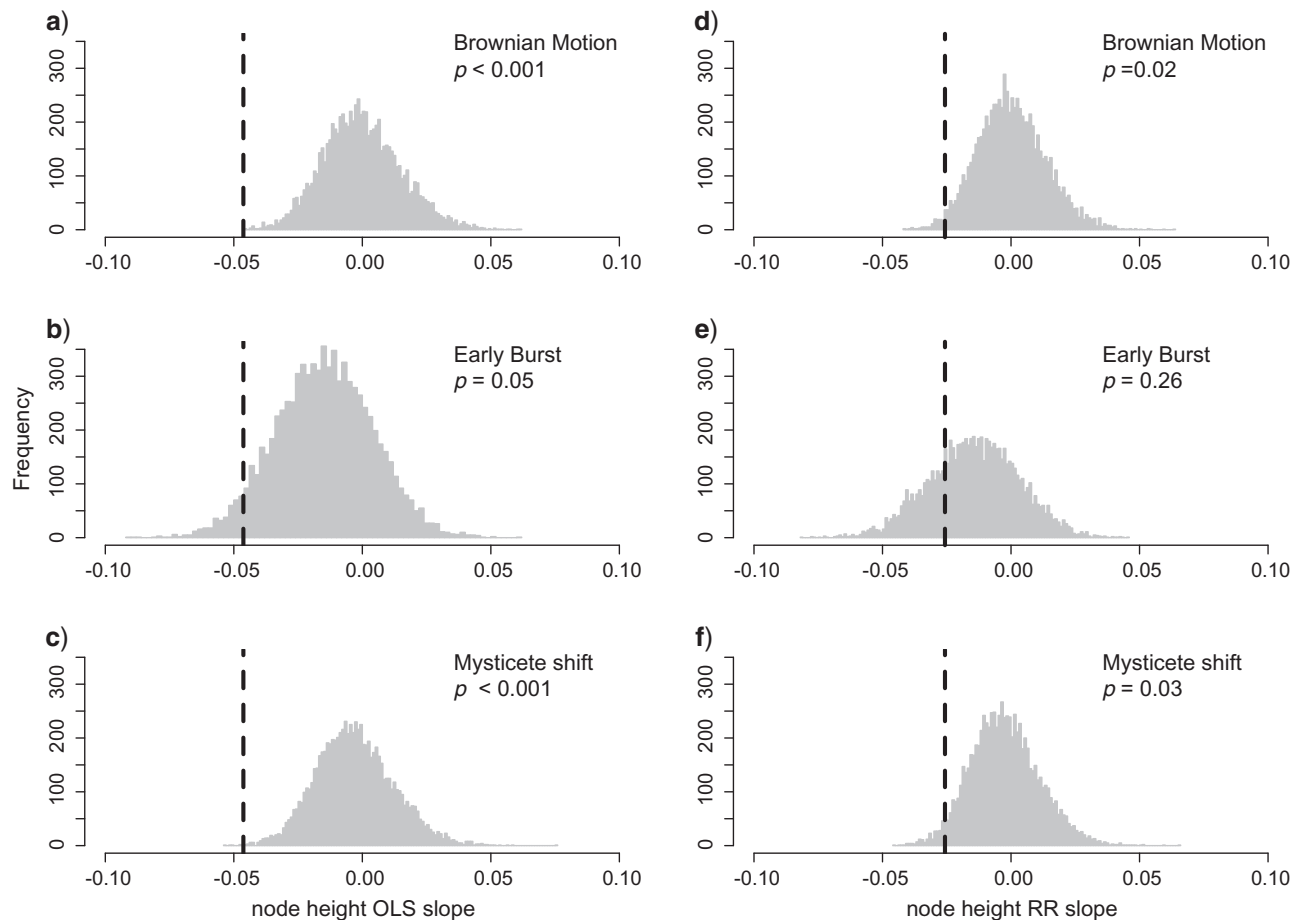 a)
Brownian Motion
p < 0.001
300
200
100
0
-0.10 -0.05 0.00 0.05 0.10
d)
Brownian Motion
p =0.02
300
200
100
0
-0.10 -0.05 0.00 0.05 0.10
b)
Early Burst
p = 0.05
Frequency
300
200
100
0
-0.10 -0.05 0.00 0.05 0.10
e)
Early Burst
p = 0.26
300
200
100
0
-0.10 -0.05 0.00 0.05 0.10
c)
Mysticete shift
p < 0.001
300
200
100
0
-0.10 -0.05 0.00 0.05 0.10
node height OLS slope
f)
Mysticete shift
p = 0.03
300
200
100
0
-0.10 -0.05 0.00 0.05 0.10
node height RR slope